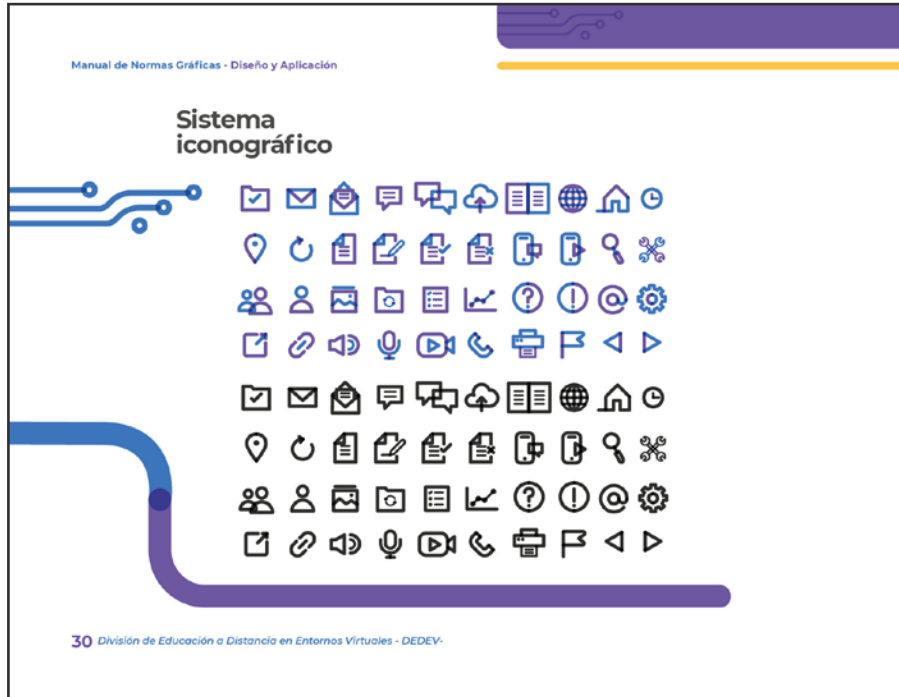 Manual de Normas Gráficas - Diseño y Aplicación
Sistema
iconográfico
30 División de Educación a Distancia en Entornos Virtuales - DEDEV-